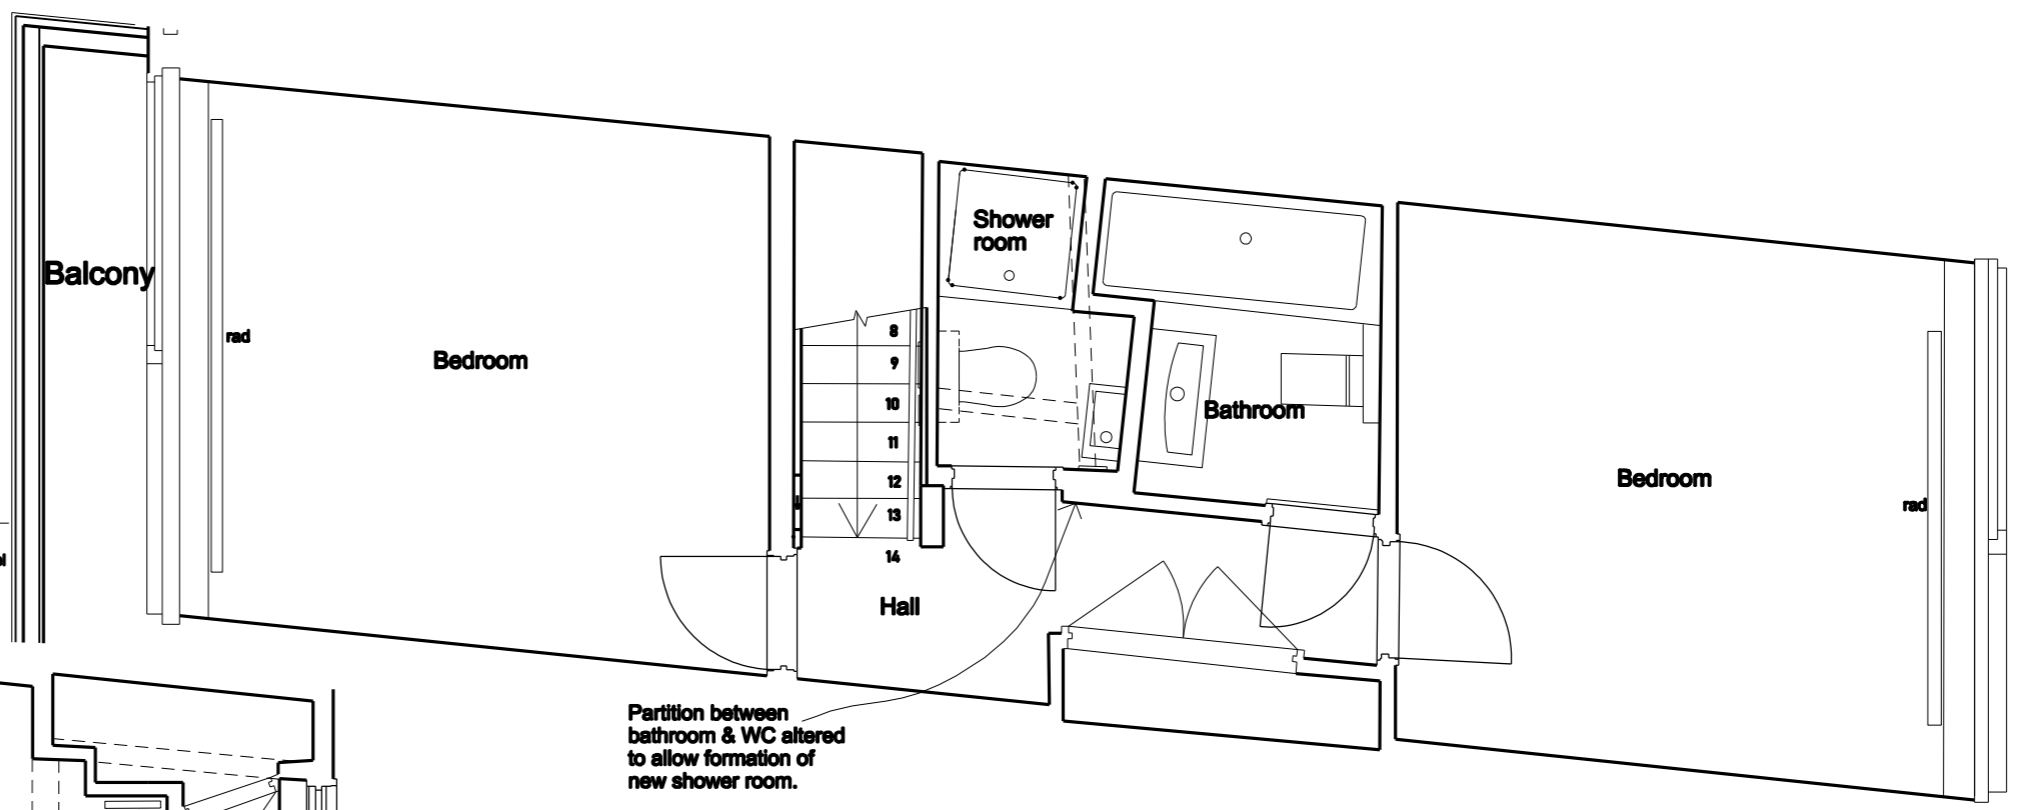 Balcony
rad
Bedroom
8
9
10
11
12
13
14
Shower
room
Bathroom
Bedroom
rad
Hall
Partition between
bathroom & WC altered
to allow formation of
new shower room.